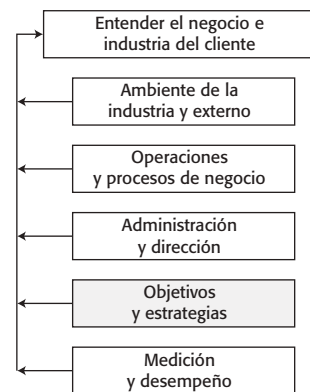 Entender el negocio e
industria del cliente
Ambiente de la
industria y externo
Operaciones
y procesos de negocio
Administración
y dirección
Objetivos
y estrategias
Medición
y desempeño